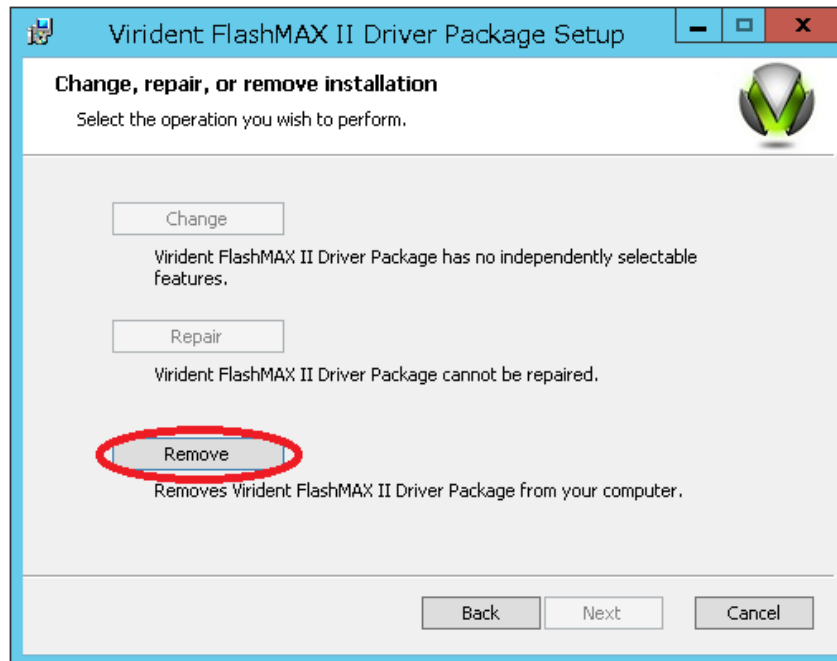 Virident FlashMAX II Driver Package Setup
Change, repair, or remove installation
Select the operation you wish to perform.
Change
Virident FlashMAX II Driver Package has no independently selectable
features.
Repair
Virident FlashMAX II Driver Package cannot be repaired.
Remove
Removes Virident FlashMAX II Driver Package from your computer.
Back Next Cancel